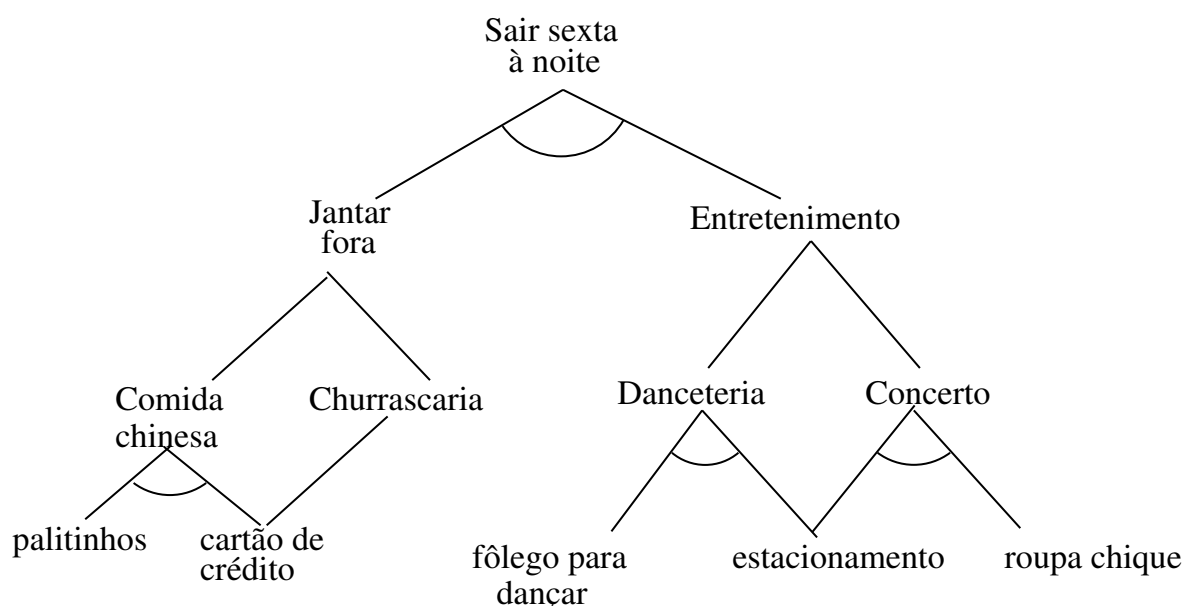 Sair sexta
à noite
Jantar
fora
Entretenimento
Comida
chinesa
Churrascaria
Danceteria
Concerto
palitinhos
cartão de
crédito
fôlego para
dançar
estacionamento
roupa chique